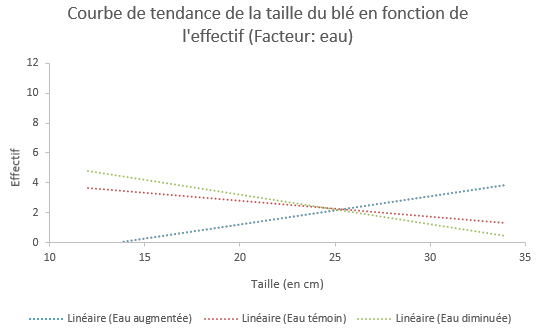 Courbe de tendance de la taille du blé en fonction de
l'effectif (Facteur: eau)
12
10
8
6
4
2
0
Effectif
10 15 20 25 30 35
Taille (en cm)
Linéaire (Eau augmentée) Linéaire (Eau témoin) Linéaire (Eau diminuée)